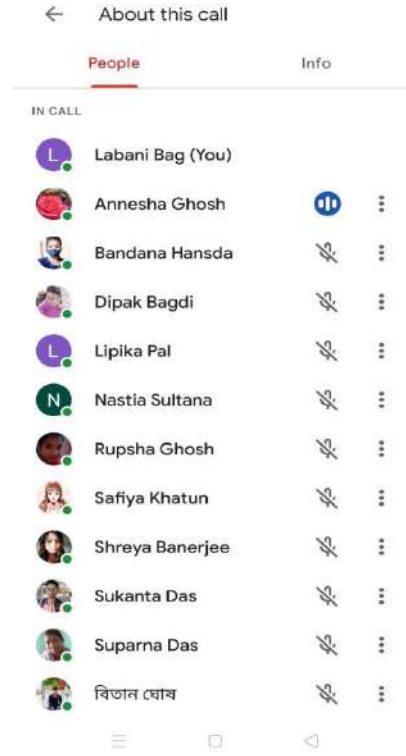 About this call
People Info
IN CALL
L Labani Bag (You)
Annesha Ghosh
Bandana Hansda
Dipak Bagdi
L Lipika Pal
N Nastia Sultana
Rupsha Ghosh
Safiya Khatun
Shreya Banerjee
Sukanta Das
Suparna Das
বিতান ঘোষ